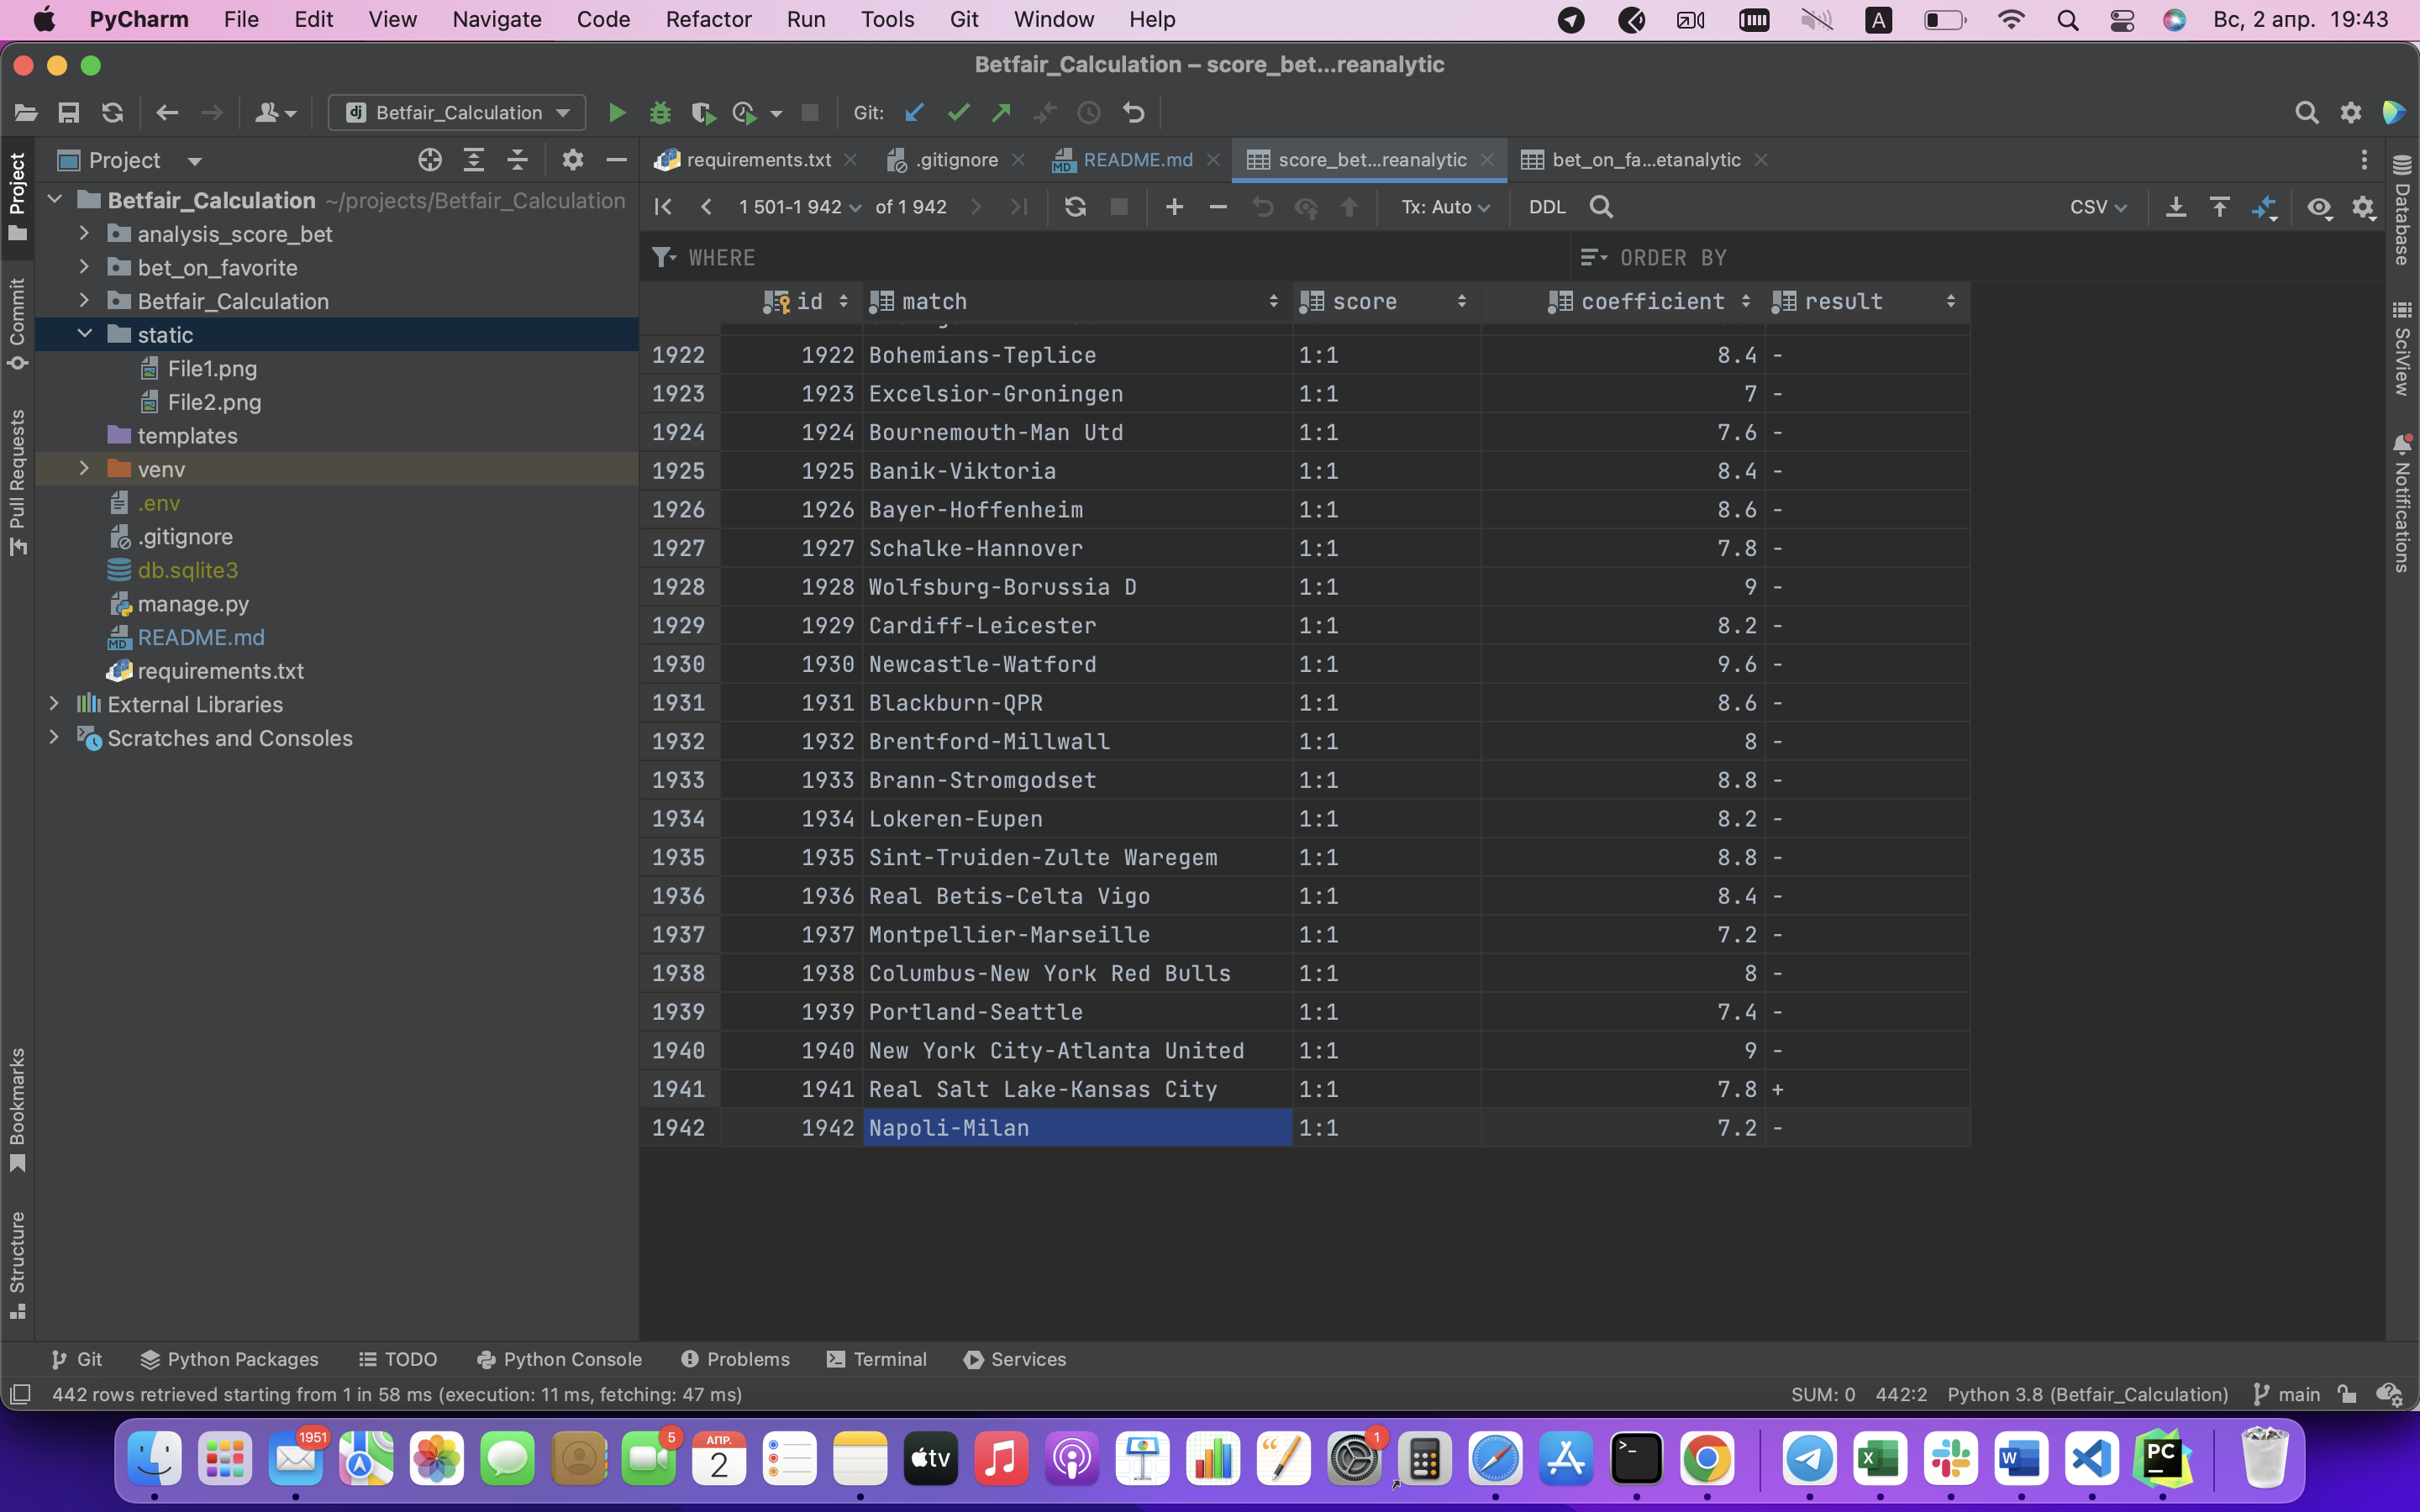 PyCharm File Edit View Navigate Code Refactor Run Tools Git Window Help A Вс, 2 апр. 19:43
Betfair_Calculation – score_bet...reanalytic
dj Betfair_Calculation Git:
Project requirements.txt .gitignore README.md score_bet...reanalytic bet_on_fa...etanalytic
Betfair_Calculation ~/projects/Betfair_Calculation
analysis_score_bet
bet_on_favorite
Betfair_Calculation
static
File1.png
File2.png
templates
venv
.env
.gitignore
db.sqlite3
manage.py
README.md
requirements.txt
External Libraries
Scratches and Consoles
Project
Commit
Pull Requests
Bookmarks
Structure
1 501-1 942 of 1 942 Tx: Auto DDL CSV
WHERE ORDER BY
id match score coefficient result
1922 1922 Bohemians-Teplice 1:1 8.4 -
1923 1923 Excelsior-Groningen 1:1 7 -
1924 1924 Bournemouth-Man Utd 1:1 7.6 -
1925 1925 Banik-Viktoria 1:1 8.4 -
1926 1926 Bayer-Hoffenheim 1:1 8.6 -
1927 1927 Schalke-Hannover 1:1 7.8 -
1928 1928 Wolfsburg-Borussia D 1:1 9 -
1929 1929 Cardiff-Leicester 1:1 8.2 -
1930 1930 Newcastle-Watford 1:1 9.6 -
1931 1931 Blackburn-QPR 1:1 8.6 -
1932 1932 Brentford-Millwall 1:1 8 -
1933 1933 Brann-Stromgodset 1:1 8.8 -
1934 1934 Lokeren-Eupen 1:1 8.2 -
1935 1935 Sint-Truiden-Zulte Waregem 1:1 8.8 -
1936 1936 Real Betis-Celta Vigo 1:1 8.4 -
1937 1937 Montpellier-Marseille 1:1 7.2 -
1938 1938 Columbus-New York Red Bulls 1:1 8 -
1939 1939 Portland-Seattle 1:1 7.4 -
1940 1940 New York City-Atlanta United 1:1 9 -
1941 1941 Real Salt Lake-Kansas City 1:1 7.8 +
1942 1942 Napoli-Milan 1:1 7.2 -
Database
SciView
Notifications
Git Python Packages TODO Python Console Problems Terminal Services
442 rows retrieved starting from 1 in 58 ms (execution: 11 ms, fetching: 47 ms) SUM: 0 442:2 Python 3.8 (Betfair_Calculation) main
1951 5 АПР. 2 tv 1 X W PC